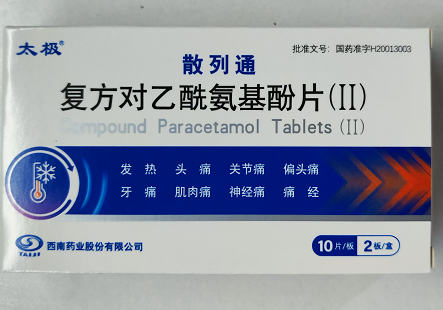 太极®
批准文号：国药准字H20013003
散列通
复方对乙酰氨基酚片(II)
Compound Paracetamol Tablets (II)
发热 头痛 关节痛 偏头痛
牙痛 肌肉痛 神经痛 痛经
TAIJI
西南药业股份有限公司
10片/板 2板/盒